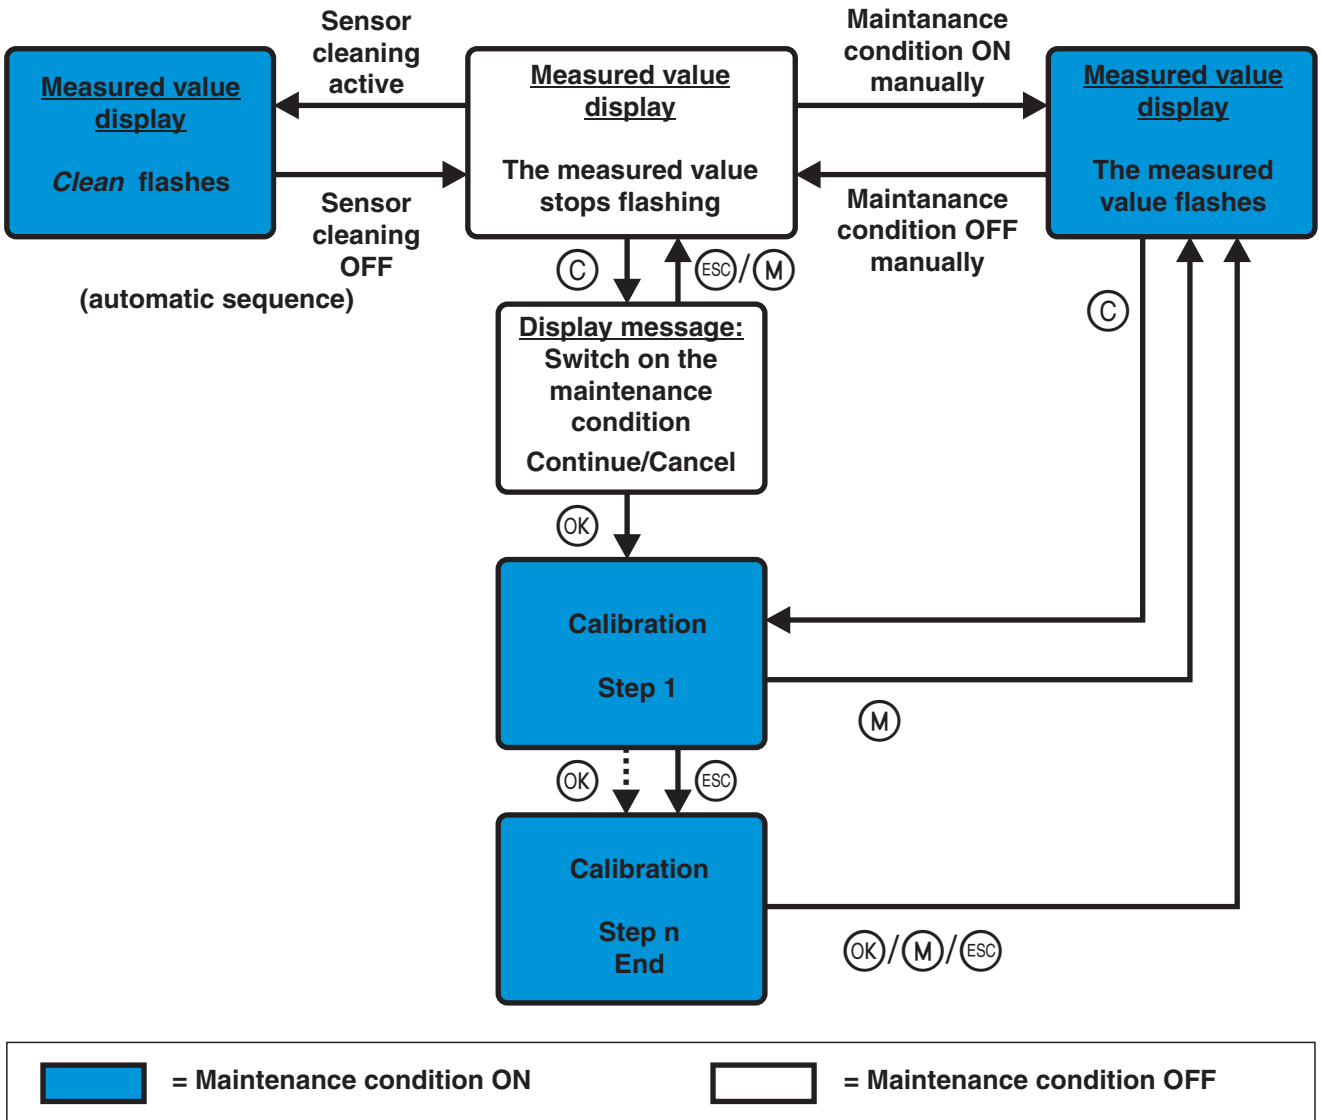 Sensor
cleaning
active
Maintanance
condition ON
manually
Measured value
display
Clean flashes
Measured value
display
The measured value
stops flashing
Measured value
display
The measured
value flashes
Sensor
cleaning
OFF
(automatic sequence)
Maintanance
condition OFF
manually
C
ESC/M
C
Display message:
Switch on the
maintenance
condition
Continue/Cancel
OK
Calibration
Step 1
M
OK
ESC
Calibration
Step n
End
OK/M/ESC
= Maintenance condition ON
= Maintenance condition OFF